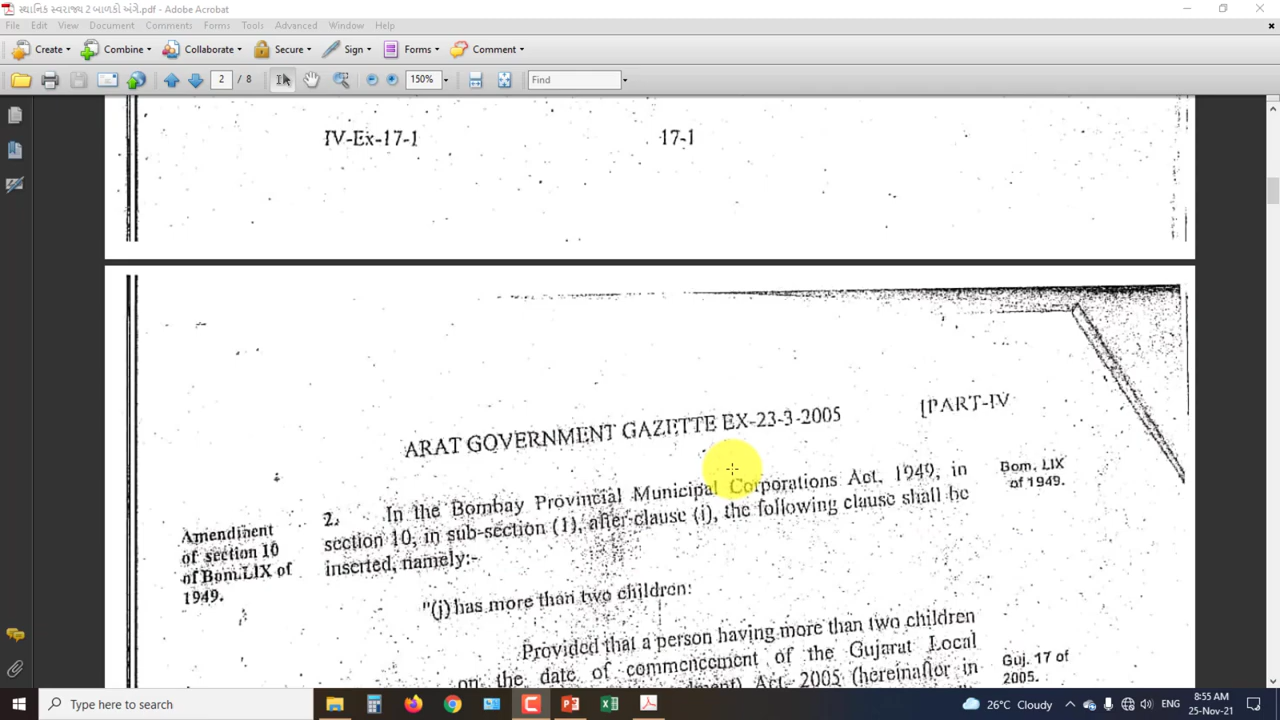 સ્થાનિક સ્વરાજ્ય 2 બાળકો અંગે.pdf - Adobe Acrobat
File Edit View Document Comments Forms Tools Advanced Window Help
Create Combine Collaborate Secure Sign Forms Comment
2 / 8 150% Find
IV-Ex-17-1 17-1
ARAT GOVERNMENT GAZETTE EX-23-3-2005 [PART-IV
Amendment
of section 10
of Bom.LIX of
1949.
2. In the Bombay Provincial Municipal Corporations Act. 1949, in
section 10, in sub-section (1), after clause (i), the following clause shall be
inserted, namely:-
Bom. LIX
of 1949.
"(j) has more than two children:
Provided that a person having more than two children
on the date of commencement of the Gujarat Local
Act, 2005 (hereinafter in
Guj. 17 of
2005.
Type here to search
26°C Cloudy ENG 8:55 AM
25-Nov-21